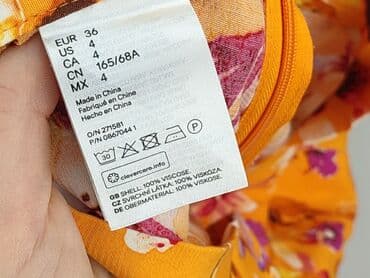 EUR 36
US 4
CA 4
CN 165/68A
MX 4
Made in China
Fabriqué en Chine
Hecho en China
O/N 271581
P/N 0867044 1
30
P
clevercare.info
GB SHELL: 100% VISCOSE.
CZ SVRCHNÍ LÁTKA: 100% VISKÓZA.
DE OBERMATERIAL: 100% VISKOSE.